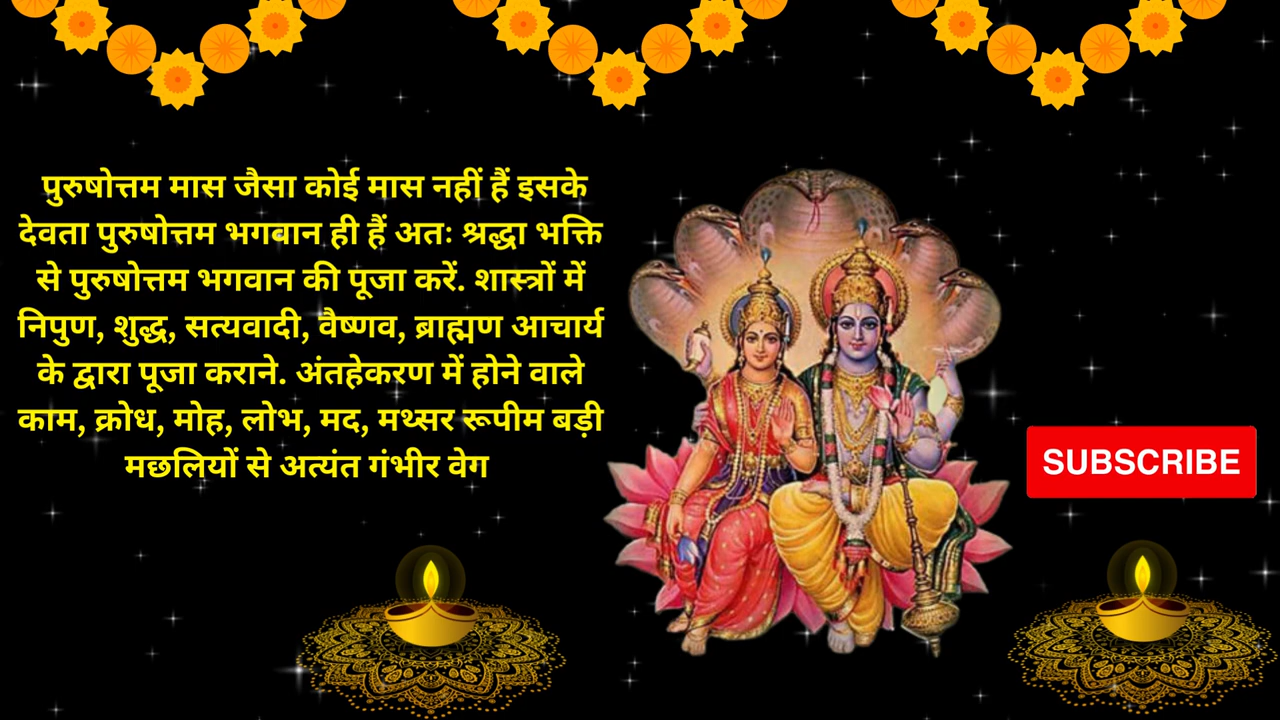 पुरुषोत्तम मास जैसा कोई मास नहीं हैं इसके
देवता पुरुषोत्तम भगवान ही हैं अतः श्रद्धा भक्ति
से पुरुषोत्तम भगवान की पूजा करें. शास्त्रों में
निपुण, शुद्ध, सत्यवादी, वैष्णव, ब्राह्मण आचार्य
के द्वारा पूजा कराने. अंतहेकरण में होने वाले
काम, क्रोध, मोह, लोभ, मद, मथ्सर रूपीम बड़ी
मछलियों से अत्यंत गंभीर वेग
SUBSCRIBE